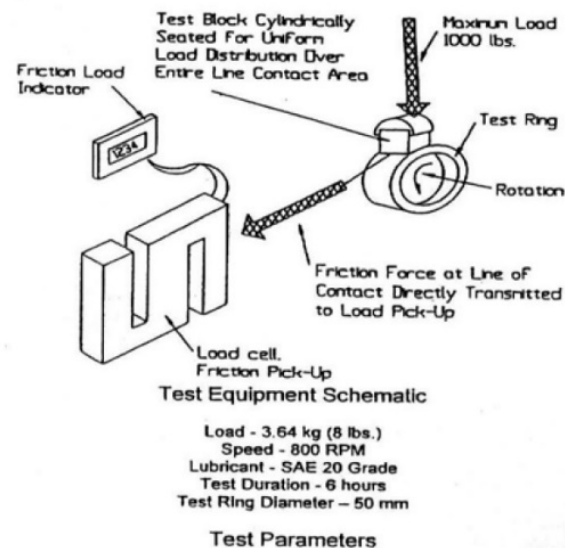 Test Block Cylindrically
Seated For Uniform
Load Distribution Over
Entire Line Contact Area
Maximun Load
1000 lbs.
Friction Load
Indicator
1234
Test Ring
Rotation
Friction Force at Line of
Contact Directly Transmitted
to Load Pick-Up
Load cell,
Friction Pick-Up
Test Equipment Schematic
Load - 3.64 kg (8 lbs.)
Speed - 800 RPM
Lubricant - SAE 20 Grade
Test Duration - 6 hours
Test Ring Diameter – 50 mm
Test Parameters